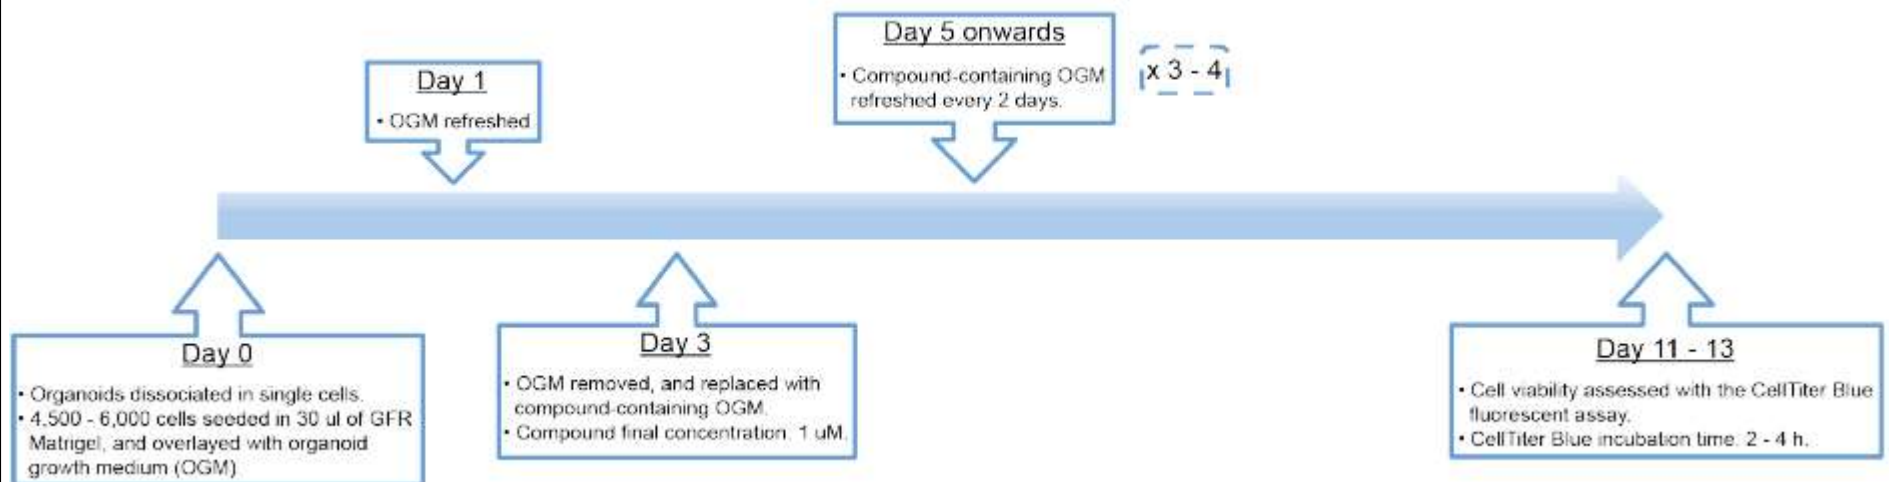 Day 0
• Organoids dissociated in single cells.
• 4,500 - 6,000 cells seeded in 30 ul of GFR
Matrigel, and overlayed with organoid
growth medium (OGM)
Day 1
• OGM refreshed
Day 3
• OGM removed, and replaced with
compound-containing OGM.
• Compound final concentration. 1 uM.
Day 5 onwards
• Compound-containing OGM
refreshed every 2 days.
x 3 - 4
Day 11 - 13
• Cell viability assessed with the CellTiter Blue
fluorescent assay.
• CellTiter Blue incubation time. 2 - 4 h.